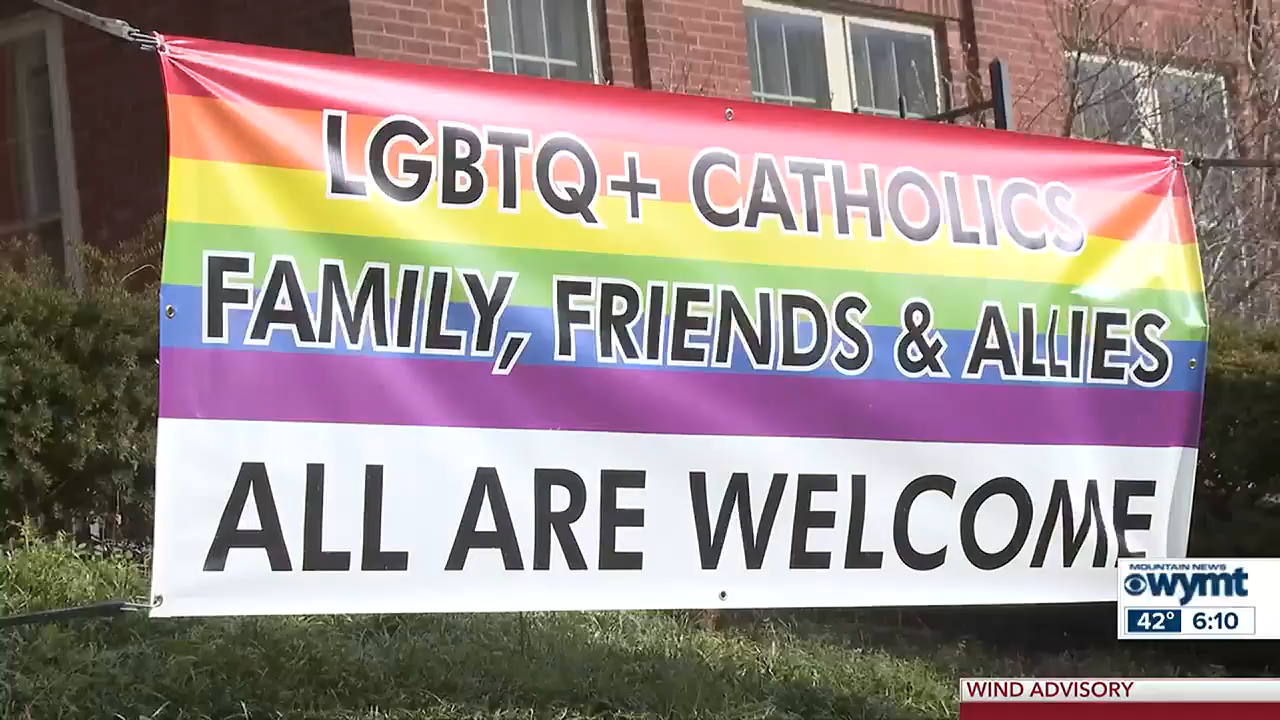 LGBTQ+ CATHOLICS
FAMILY, FRIENDS & ALLIES
ALL ARE WELCOME
MOUNTAIN NEWS
wymt
42° 6:10
WIND ADVISORY